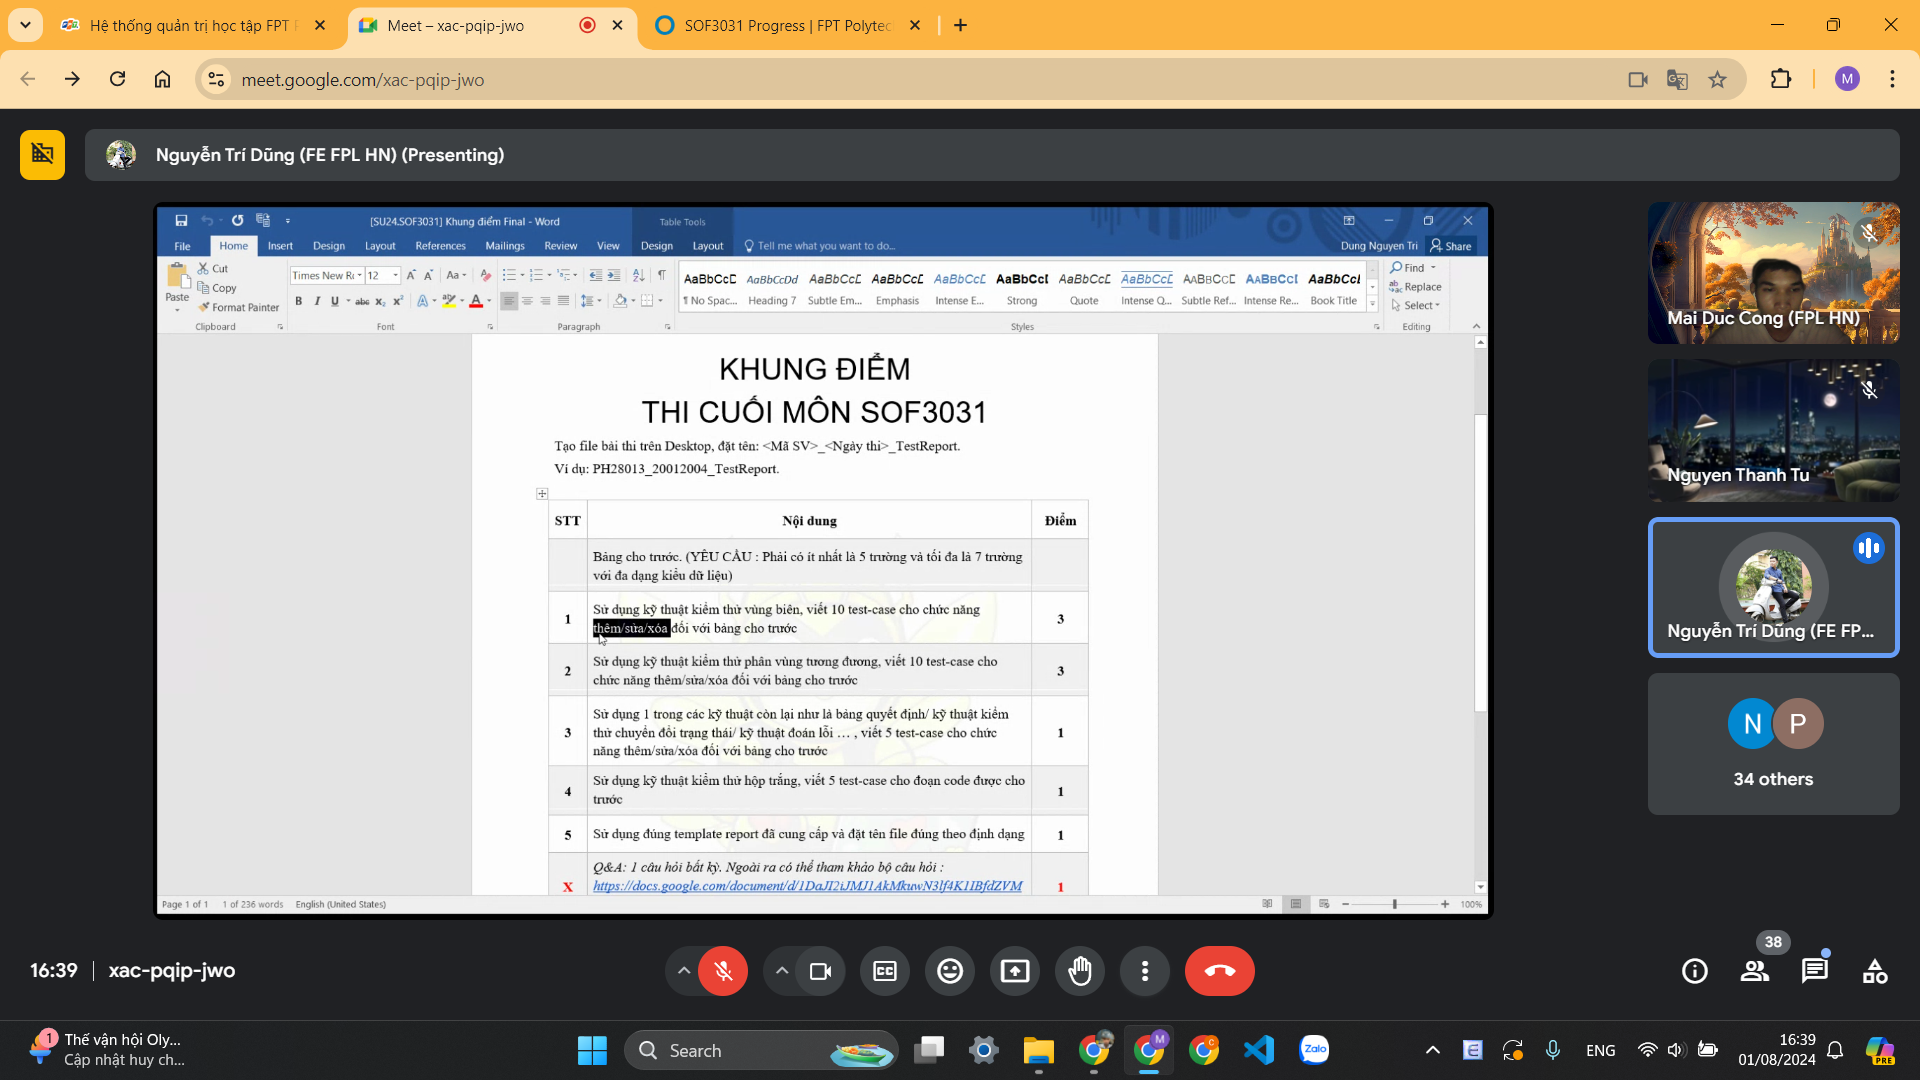 Hệ thống quản trị học tập FPT P
Meet – xac-pqip-jwo
SOF3031 Progress | FPT Polytec
meet.google.com/xac-pqip-jwo
M
Nguyễn Trí Dũng (FE FPL HN) (Presenting)
[SU24.SOF3031] Khung điểm Final - Word
Table Tools
File Home Insert Design Layout References Mailings Review View Design Layout Tell me what you want to do...
Dung Nguyen Tri Share
Paste
Cut
Copy
Format Painter
Clipboard
Times New Ro 12
Font
Paragraph
AaBbCcD AaBbCcDd AaBbCcD AaBbCcD AaBbCcD AaBbCcI AaBbCcD AaBbCcD AABBCCD AABBCCI AaBbCcI
¶ No Spac... Heading 7 Subtle Em... Emphasis Intense E... Strong Quote Intense Q... Subtle Ref... Intense Re... Book Title
Styles
Find
Replace
Select
Editing
KHUNG ĐIỂM
THI CUỐI MÔN SOF3031
Tạo file bài thi trên Desktop, đặt tên: <Mã SV>_<Ngày thi>_TestReport.
Ví dụ: PH28013_20012004_TestReport.
STT Nội dung Điểm
Bảng cho trước. (YÊU CẦU : Phải có ít nhất là 5 trường và tối đa là 7 trường
với đa dạng kiểu dữ liệu)
1 Sử dụng kỹ thuật kiểm thử vùng biên, viết 10 test-case cho chức năng
thêm/sửa/xóa đối với bảng cho trước 3
2 Sử dụng kỹ thuật kiểm thử phân vùng tương đương, viết 10 test-case cho
chức năng thêm/sửa/xóa đối với bảng cho trước 3
3 Sử dụng 1 trong các kỹ thuật còn lại như là bảng quyết định/ kỹ thuật kiểm
thử chuyển đổi trạng thái/ kỹ thuật đoán lỗi … , viết 5 test-case cho chức
năng thêm/sửa/xóa đối với bảng cho trước 1
4 Sử dụng kỹ thuật kiểm thử hộp trắng, viết 5 test-case cho đoạn code được cho
trước 1
5 Sử dụng đúng template report đã cung cấp và đặt tên file đúng theo định dạng 1
Q&A: 1 câu hỏi bất kỳ. Ngoài ra có thể tham khảo bộ câu hỏi :
X https://docs.google.com/document/d/1DaJI2iJMJ1AkMkuwN3lf4K1IBfdZVM 1
Page 1 of 1 1 of 236 words English (United States)
100%
Mai Duc Cong (FPL HN)
Nguyen Thanh Tu
Nguyễn Trí Dũng (FE FP...
N P
34 others
16:39 | xac-pqip-jwo
38
1
Thế vận hội Oly...
Cập nhật huy ch...
Search
Zalo
ENG
16:39
01/08/2024
PRE